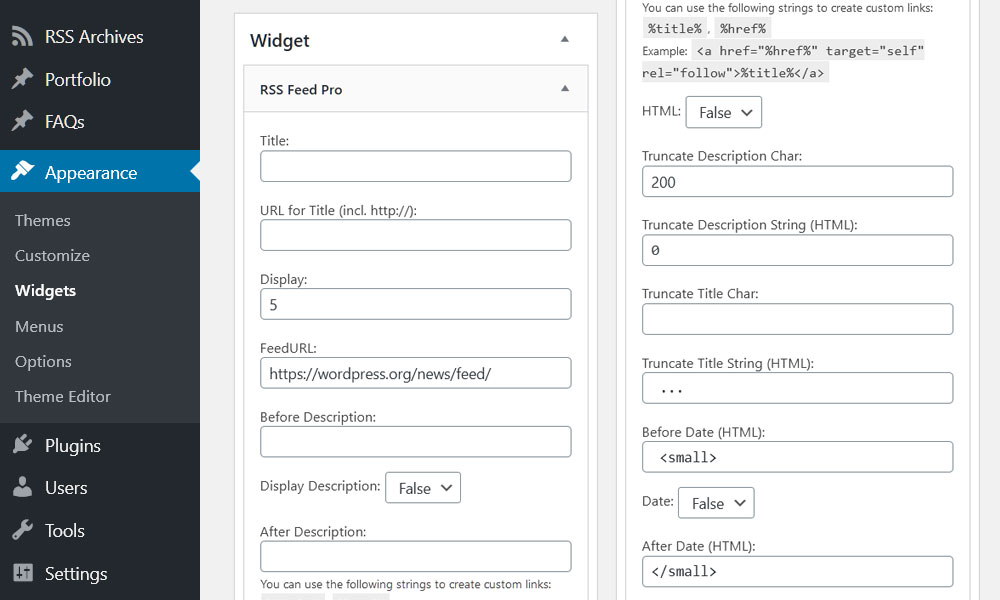 RSS Archives
Portfolio
FAQs
Appearance
Themes
Customize
Widgets
Menus
Options
Theme Editor
Plugins
Users
Tools
Settings
Widget
RSS Feed Pro
Title:
URL for Title (incl. http://):
Display:
5
FeedURL:
https://wordpress.org/news/feed/
Before Description:
Display Description: False
After Description:
You can use the following strings to create custom links:
You can use the following strings to create custom links:
%title% , %href%
Example: <a href="%href%" target="self"
rel="follow">%title%</a>
HTML: False
Truncate Description Char:
200
Truncate Description String (HTML):
0
Truncate Title Char:
Truncate Title String (HTML):
...
Before Date (HTML):
<small>
Date: False
After Date (HTML):
</small>